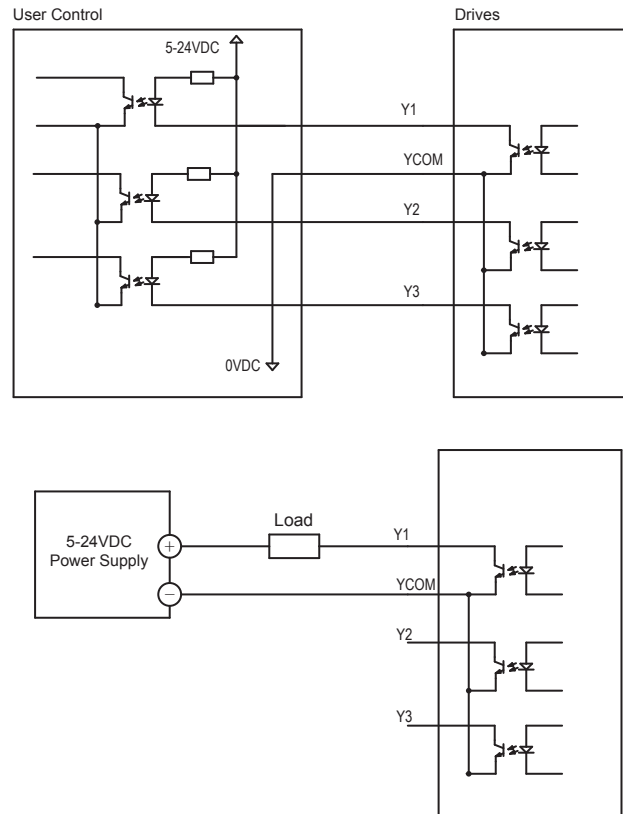 User Control
Drives
5-24VDC
Y1
YCOM
Y2
Y3
0VDC
5-24VDC
Power Supply
+
−
Load
Y1
YCOM
Y2
Y3